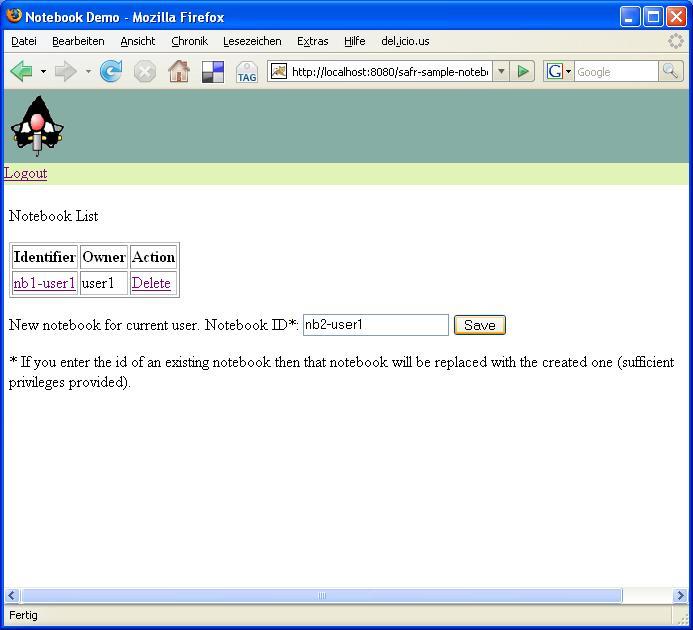 Notebook Demo - Mozilla Firefox
Datei Bearbeiten Ansicht Chronik Lesezeichen Extras Hilfe del.icio.us
TAG http://localhost:8080/safr-sample-noteb G Google
Logout
Notebook List
Identifier Owner Action
nb1-user1 user1 Delete
New notebook for current user. Notebook ID*: nb2-user1 Save
* If you enter the id of an existing notebook then that notebook will be replaced with the created one (sufficient
privileges provided).
Fertig